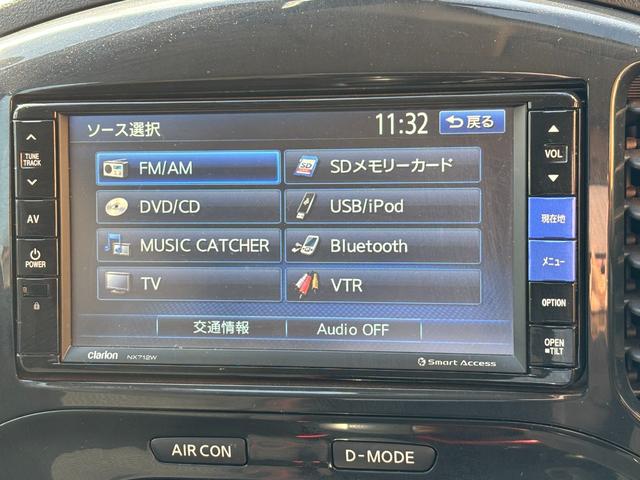 ソース選択
11:32
戻る
FM/AM
SDメモリーカード
DVD/CD
USB/iPod
MUSIC CATCHER
Bluetooth
TV
VTR
交通情報
Audio OFF
TUNE
TRACK
AV
POWER
VOL
現在地
メニュー
OPTION
OPEN
TILT
clarion
NX712W
Smart Access
AIR CON
D-MODE